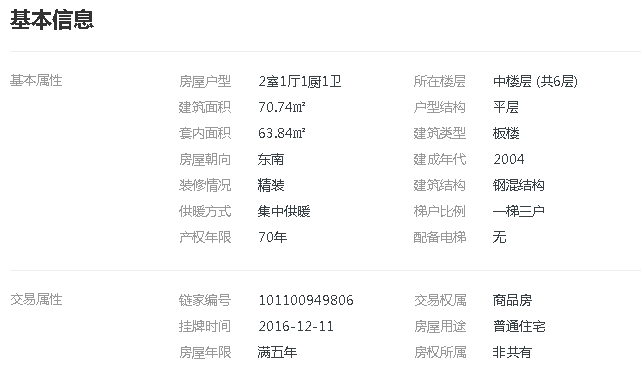 基本信息
基本属性 房屋户型 2室1厅1厨1卫 所在楼层 中楼层 (共6层)
建筑面积 70.74㎡ 户型结构 平层
套内面积 63.84㎡ 建筑类型 板楼
房屋朝向 东南 建成年代 2004
装修情况 精装 建筑结构 钢混结构
供暖方式 集中供暖 梯户比例 一梯三户
产权年限 70年 配备电梯 无
交易属性 链家编号 101100949806 交易权属 商品房
挂牌时间 2016-12-11 房屋用途 普通住宅
房屋年限 满五年 房权所属 非共有